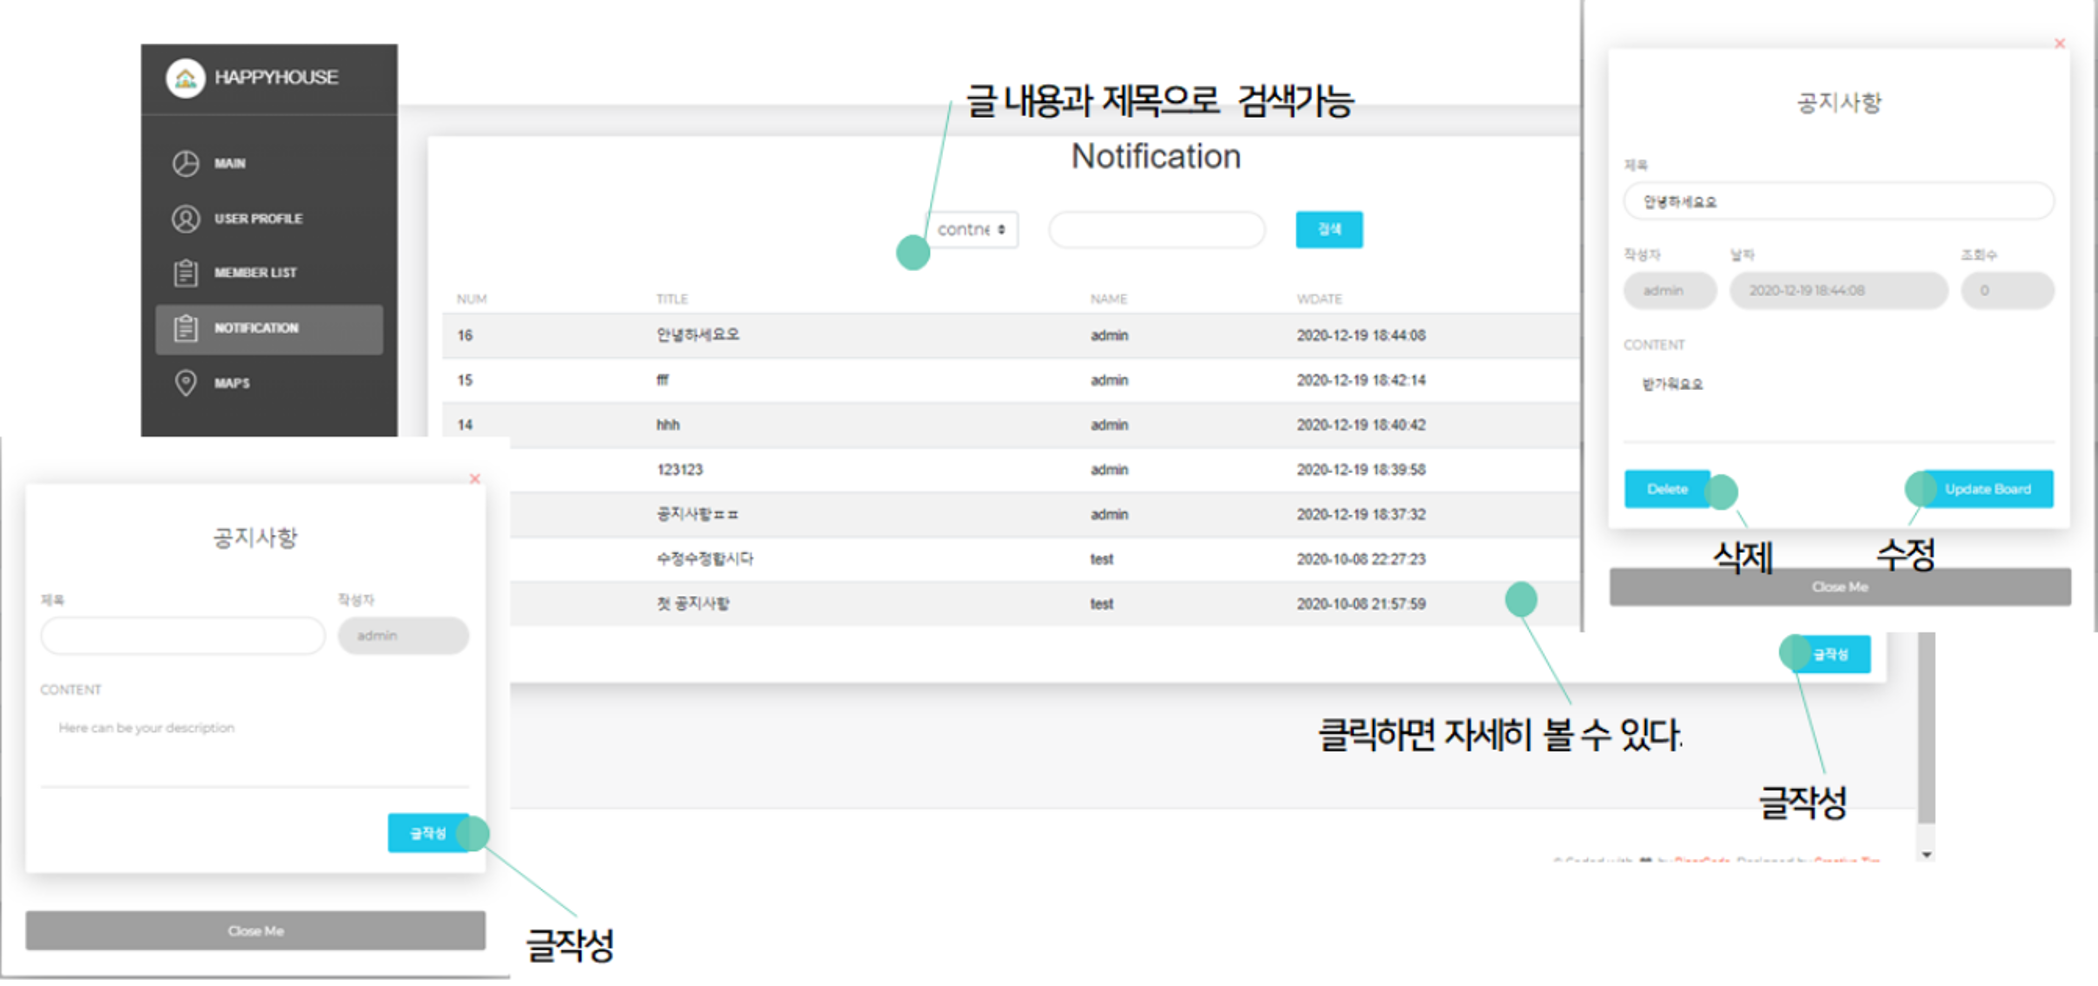 HAPPYHOUSE
MAIN
USER PROFILE
MEMBER LIST
NOTIFICATION
MAPS
글 내용과 제목으로 검색가능
Notification
contne
검색
NUM TITLE NAME WDATE
16 안녕하세요오 admin 2020-12-19 18:44:08
15 fff admin 2020-12-19 18:42:14
14 hhh admin 2020-12-19 18:40:42
123123 admin 2020-12-19 18:39:58
공지사항ㅍㅍ admin 2020-12-19 18:37:32
수정수정합시다 test 2020-10-08 22:27:23
첫 공지사항 test 2020-10-08 21:57:59
글작성
클릭하면 자세히 볼 수 있다.
글작성
공지사항
제목
안녕하세요오
작성자 날짜 조회수
admin 2020-12-19 18:44:08 0
CONTENT
반가워요오
Delete Update Board
삭제 수정
Close Me
공지사항
제목 작성자
admin
CONTENT
Here can be your description
글작성
Close Me
글작성